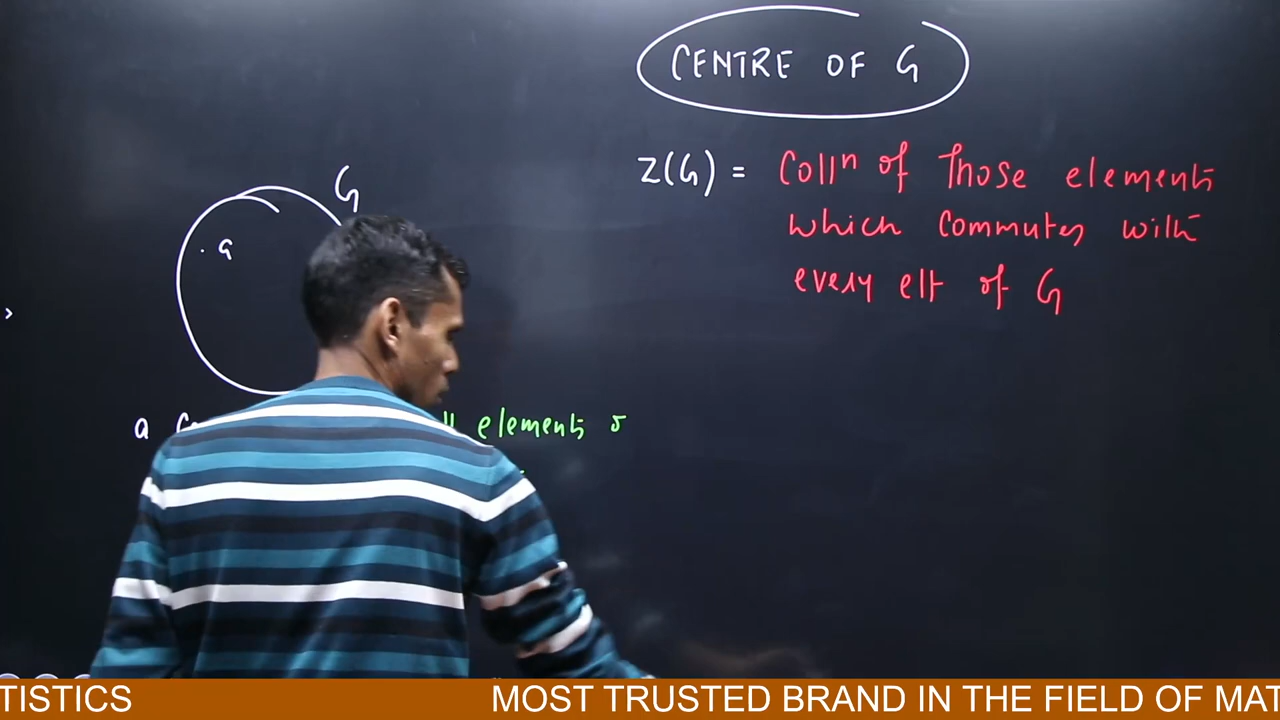 CENTRE OF G
Z(G) = Collⁿ of those elements
which commutes with
every elt of G
G
a
a
elements
TISTICS MOST TRUSTED BRAND IN THE FIELD OF MAT